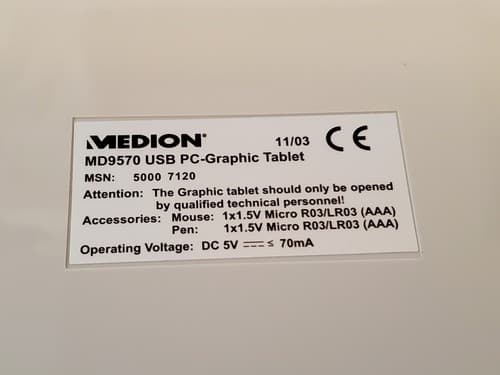 MEDION®
11/03 CE
MD9570 USB PC-Graphic Tablet
MSN: 5000 7120
Attention: The Graphic tablet should only be opened
by qualified technical personnel!
Accessories: Mouse: 1x1.5V Micro R03/LR03 (AAA)
Pen: 1x1.5V Micro R03/LR03 (AAA)
Operating Voltage: DC 5V ⎓ ≤ 70mA